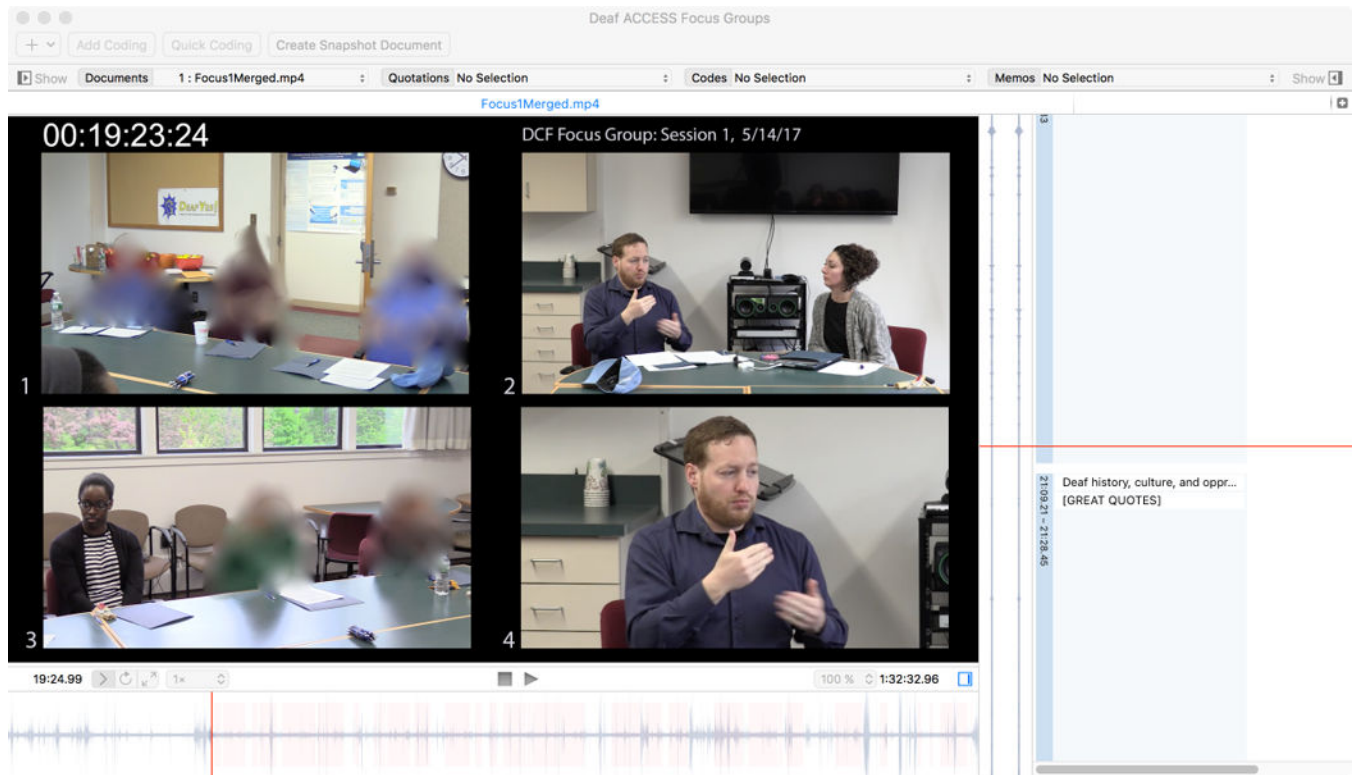 Deaf ACCESS Focus Groups
+ Add Coding Quick Coding Create Snapshot Document
Show Documents 1 : Focus1Merged.mp4 Quotations No Selection Codes No Selection Memos No Selection Show
Focus1Merged.mp4
00:19:23:24 DCF Focus Group: Session 1, 5/14/17
DEAF YES!
1
2
3
4
Deaf history, culture, and oppr...
[GREAT QUOTES]
21:09.21 – 21:28.45
19:24.99 1× 100 % 1:32:32.96